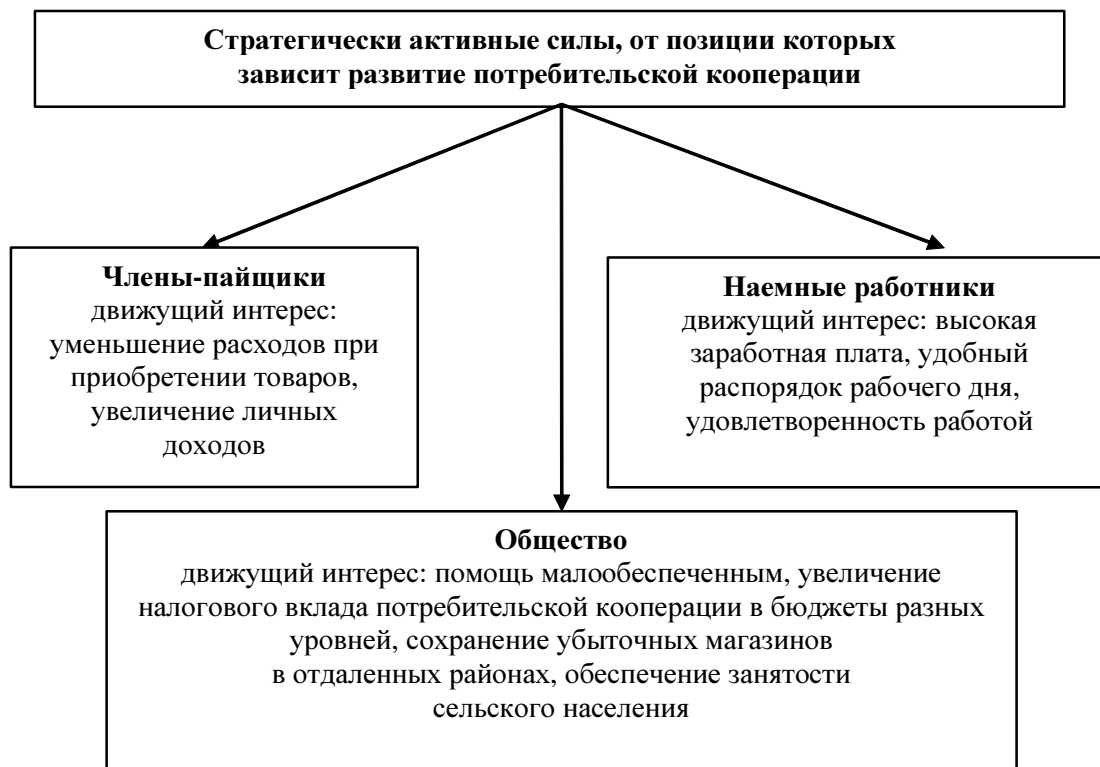 Стратегически активные силы, от позиции которых
зависит развитие потребительской кооперации
Члены-пайщики
движущий интерес:
уменьшение расходов при
приобретении товаров,
увеличение личных
доходов
Наемные работники
движущий интерес: высокая
заработная плата, удобный
распорядок рабочего дня,
удовлетворенность работой
Общество
движущий интерес: помощь малообеспеченным, увеличение
налогового вклада потребительской кооперации в бюджеты разных
уровней, сохранение убыточных магазинов
в отдаленных районах, обеспечение занятости
сельского населения